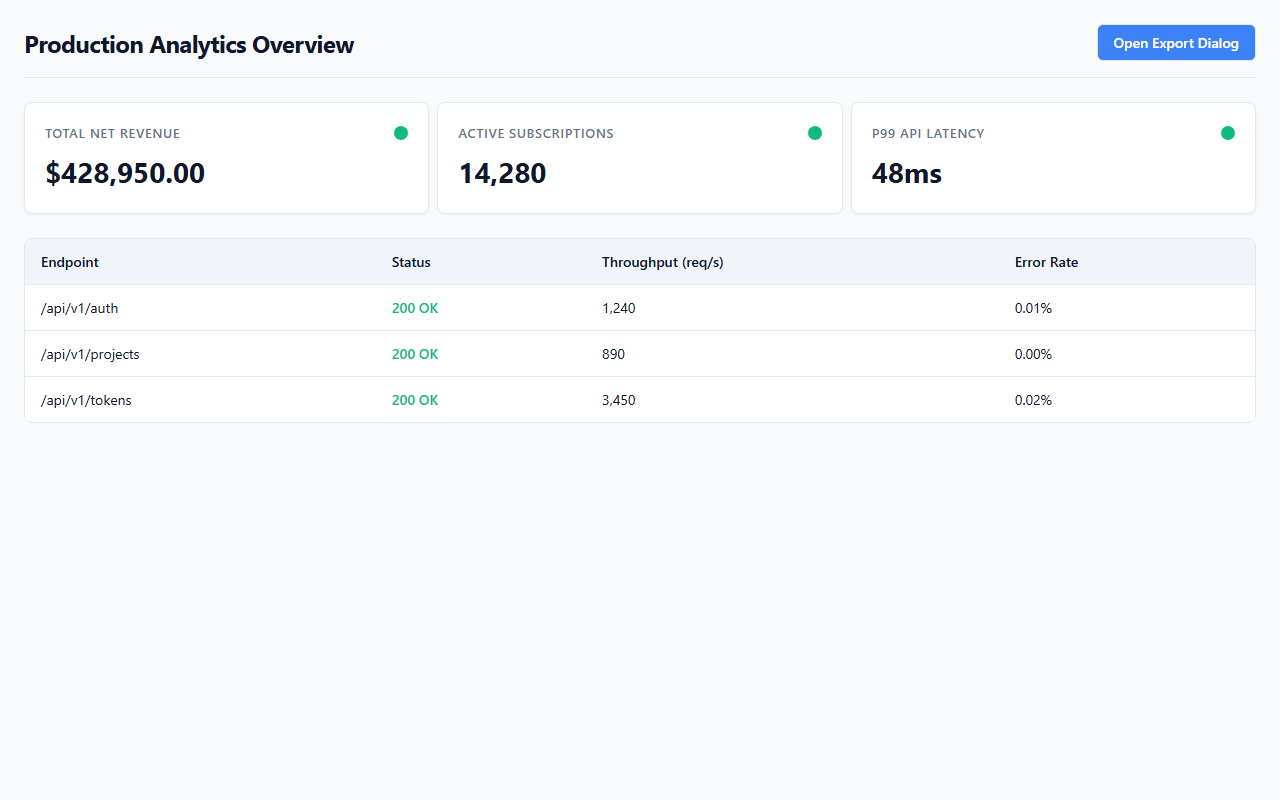 Production Analytics Overview
Open Export Dialog
TOTAL NET REVENUE
$428,950.00
ACTIVE SUBSCRIPTIONS
14,280
P99 API LATENCY
48ms
Endpoint Status Throughput (req/s) Error Rate
/api/v1/auth 200 OK 1,240 0.01%
/api/v1/projects 200 OK 890 0.00%
/api/v1/tokens 200 OK 3,450 0.02%